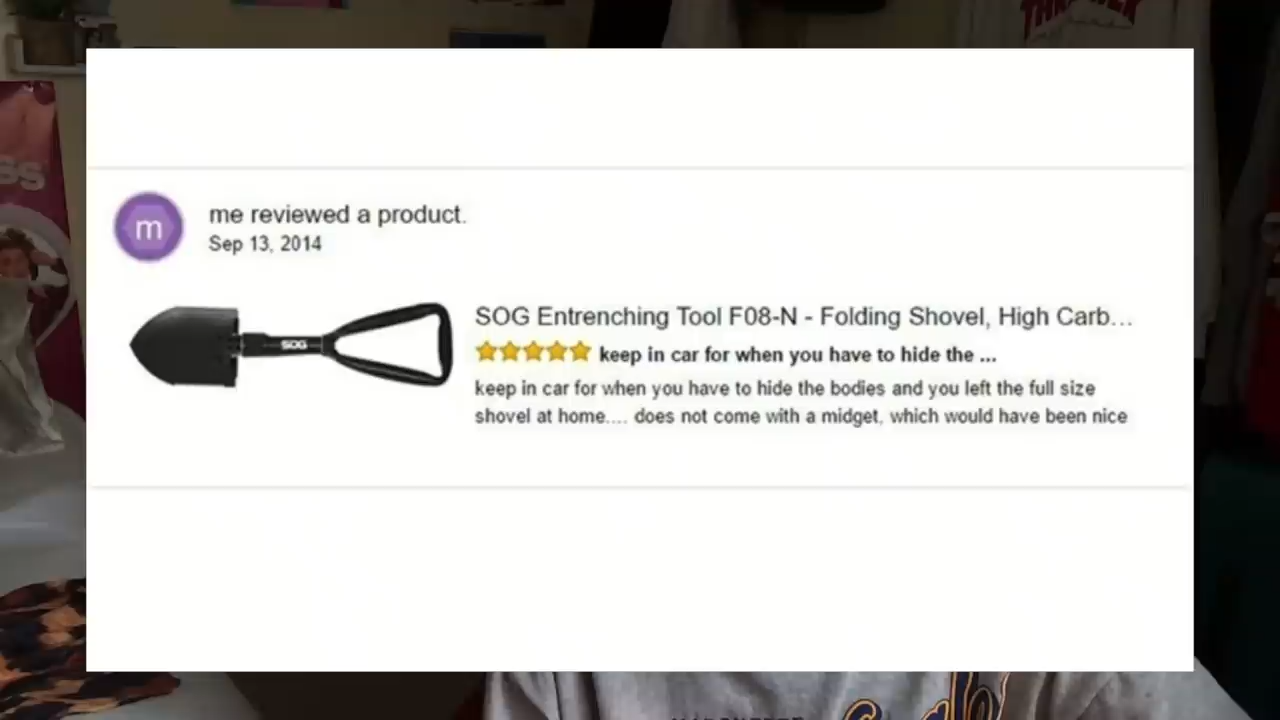 m
me reviewed a product.
Sep 13, 2014
SOG
SOG Entrenching Tool F08-N - Folding Shovel, High Carb...
keep in car for when you have to hide the ...
keep in car for when you have to hide the bodies and you left the full size
shovel at home.... does not come with a midget, which would have been nice